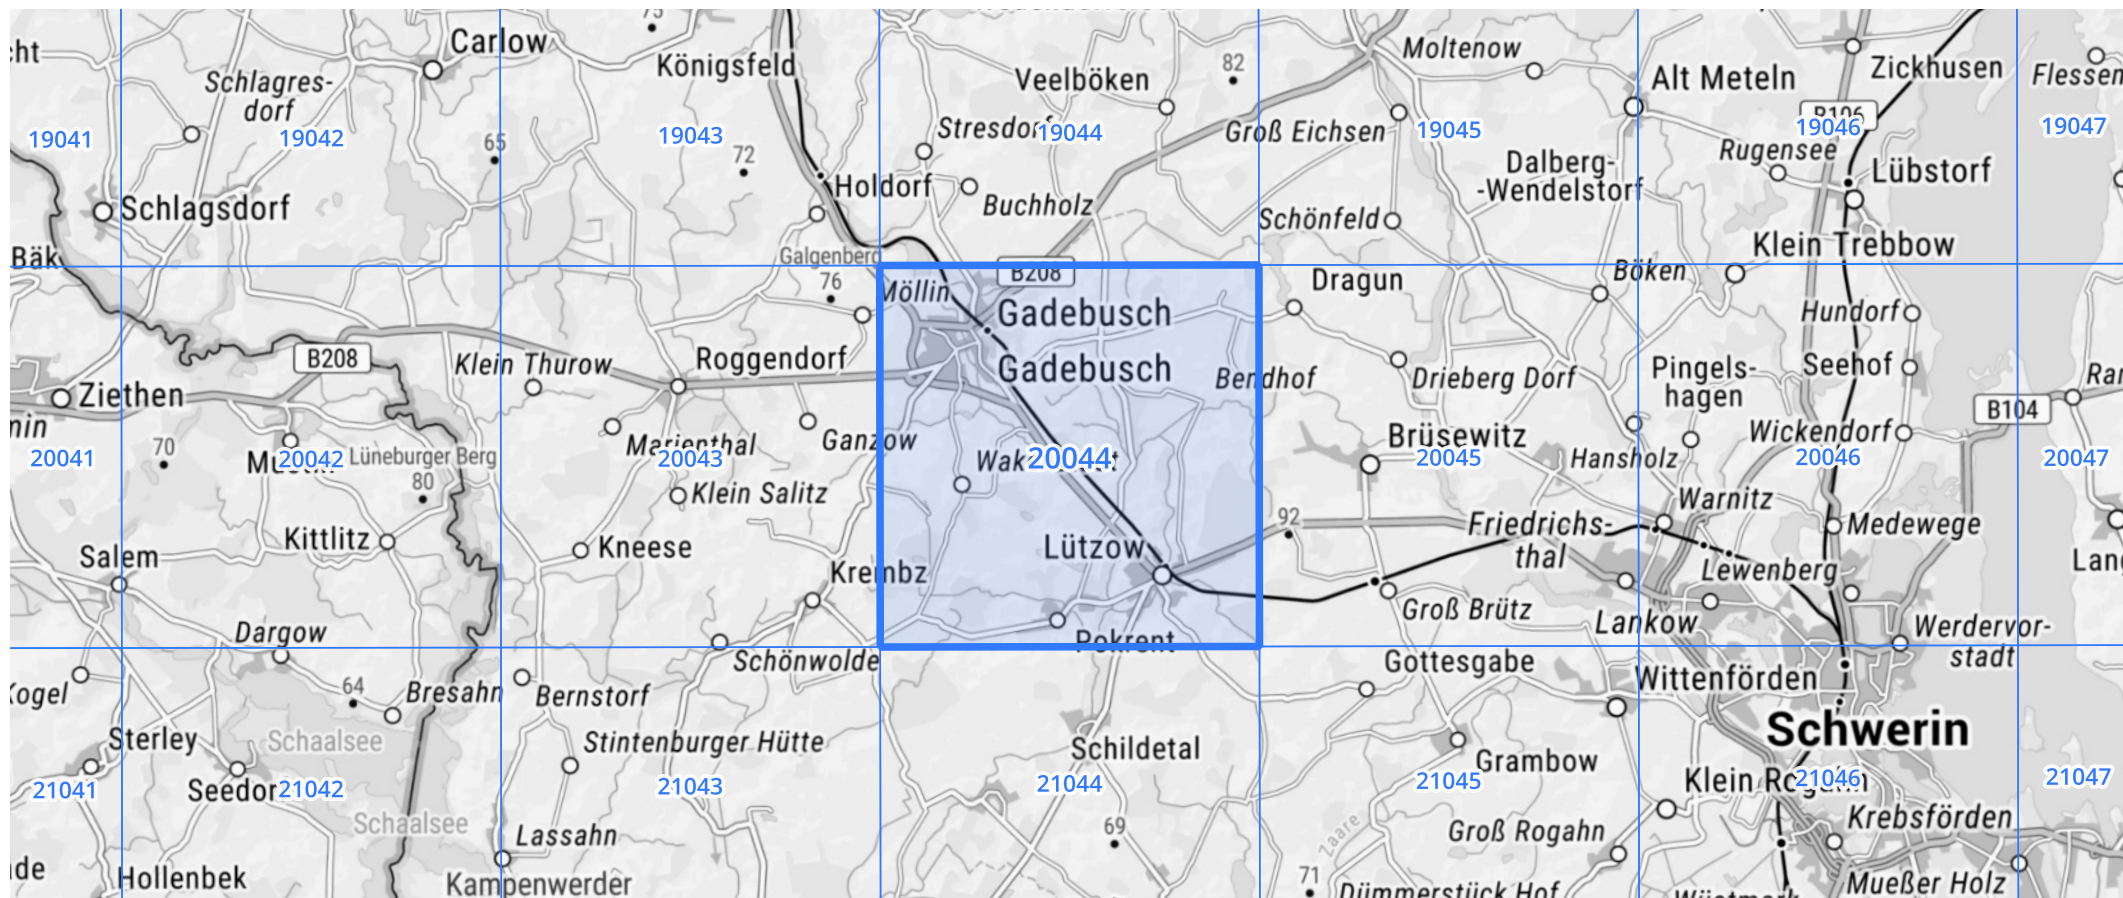 Carlow
Königsfeld
Veelböken
82
Moltenow
Alt Meteln
Zickhusen
Schlagres-
dorf
19041
19042
65
19043
72
Stresdorf
19044
Groß Eichsen
19045
B106
19046
19047
Rugensee
Dalberg-
-Wendelstorf
Lübstorf
Schlagsdorf
Holdorf
Buchholz
Schönfeld
Klein Trebbow
Bäk
Galgenberg
76
Möllin
B208
Dragun
Böken
Gadebusch
Hundorf
B208
Klein Thurow
Roggendorf
Gadebusch
Bendhof
Drieberg Dorf
Pingels-
hagen
Seehof
Ziethen
B104
70
Marienthal
Ganzow
Brüsewitz
Wickendorf
20041
20042
Lüneburger Berg
80
20043
20044
20045
Hansholz
20046
20047
Klein Salitz
Warnitz
92
Friedrichs-
thal
Medewege
Kittlitz
Kneese
Lützow
Salem
Krembz
Lewenberg
Groß Brütz
Lankow
Werdervor-
stadt
Dargow
Pokrent
Schönwolde
Gottesgabe
Wittenförden
64
Bresahn
Bernstorf
Schaalsee
Stintenburger Hütte
Schildetal
Grambow
Schwerin
Sterley
21041
21042
21043
21044
21045
21046
21047
Schaalsee
Lassahn
69
Zaare
Groß Rogahn
Krebsförden
Hollenbek
Kampenwerder
71
Dümmerstück Hof
Mueßer Holz